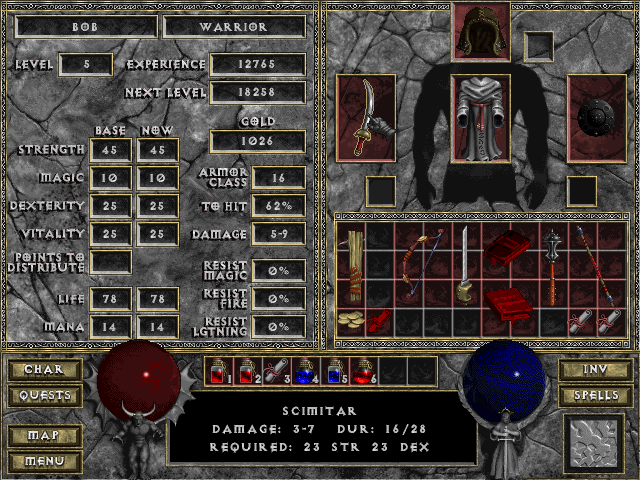 BOB WARRIOR
LEVEL 5 EXPERIENCE 12765
NEXT LEVEL 18258
BASE NOW GOLD
STRENGTH 45 45 1026
MAGIC 10 10 ARMOR CLASS 16
DEXTERITY 25 25 TO HIT 62%
VITALITY 25 25 DAMAGE 5-9
POINTS TO DISTRIBUTE
RESIST MAGIC 0%
LIFE 78 78 RESIST FIRE 0%
MANA 14 14 RESIST LGTNING 0%
CHAR
QUESTS
MAP
MENU
1 2 3 4 5 6
SCIMITAR
DAMAGE: 3-7 DUR: 16/28
REQUIRED: 23 STR 23 DEX
INV
SPELLS